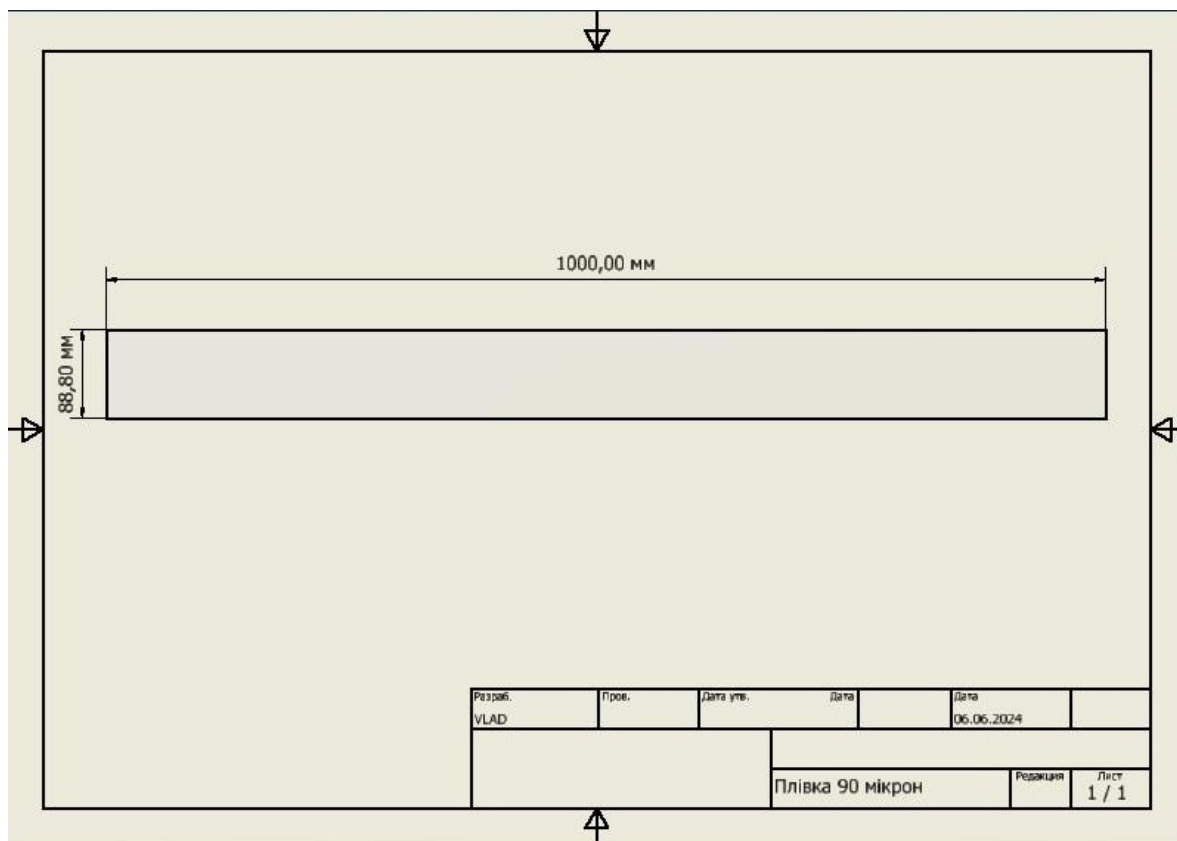 1000,00 мм
88,80 мм
Разраб.
Пров.
Дата утв.
Дата
Дата
VLAD
06.06.2024
Плівка 90 мікрон
Редакция
Лист
1 / 1